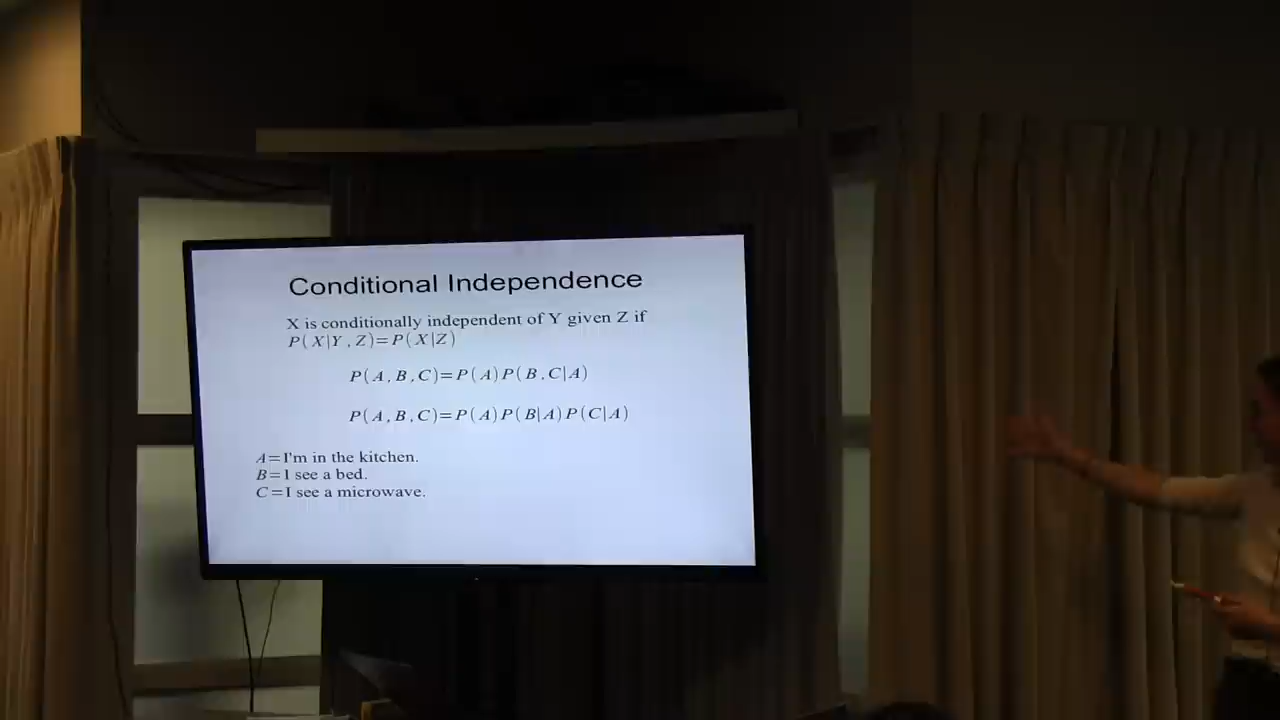 Conditional Independence
X is conditionally independent of Y given Z if
P(X|Y,Z)=P(X|Z)
P(A,B,C)=P(A)P(B,C|A)
P(A,B,C)=P(A)P(B|A)P(C|A)
A=I'm in the kitchen.
B=I see a bed.
C=I see a microwave.